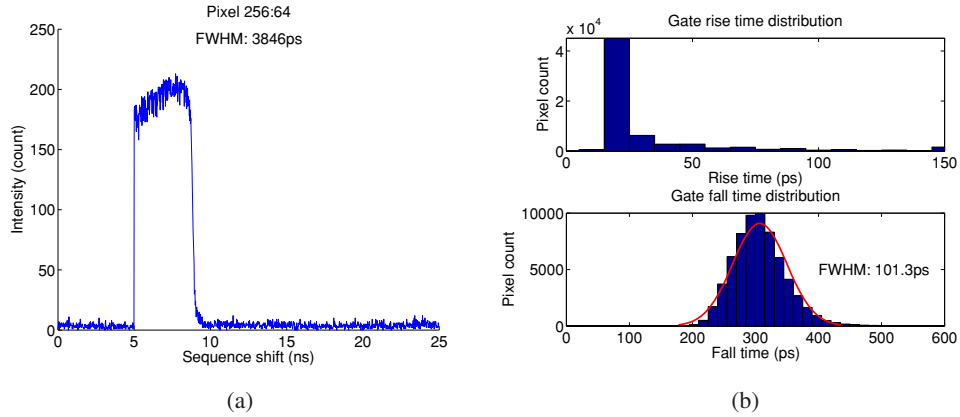 Pixel 256:64
FWHM: 3846ps
250
200
150
100
50
0
Intensity (count)
0 5 10 15 20 25
Sequence shift (ns)
(a)
Gate rise time distribution
x 10^4
4
2
0
Pixel count
0 50 100 150
Rise time (ps)
Gate fall time distribution
10000
5000
0
Pixel count
FWHM: 101.3ps
0 100 200 300 400 500 600
Fall time (ps)
(b)